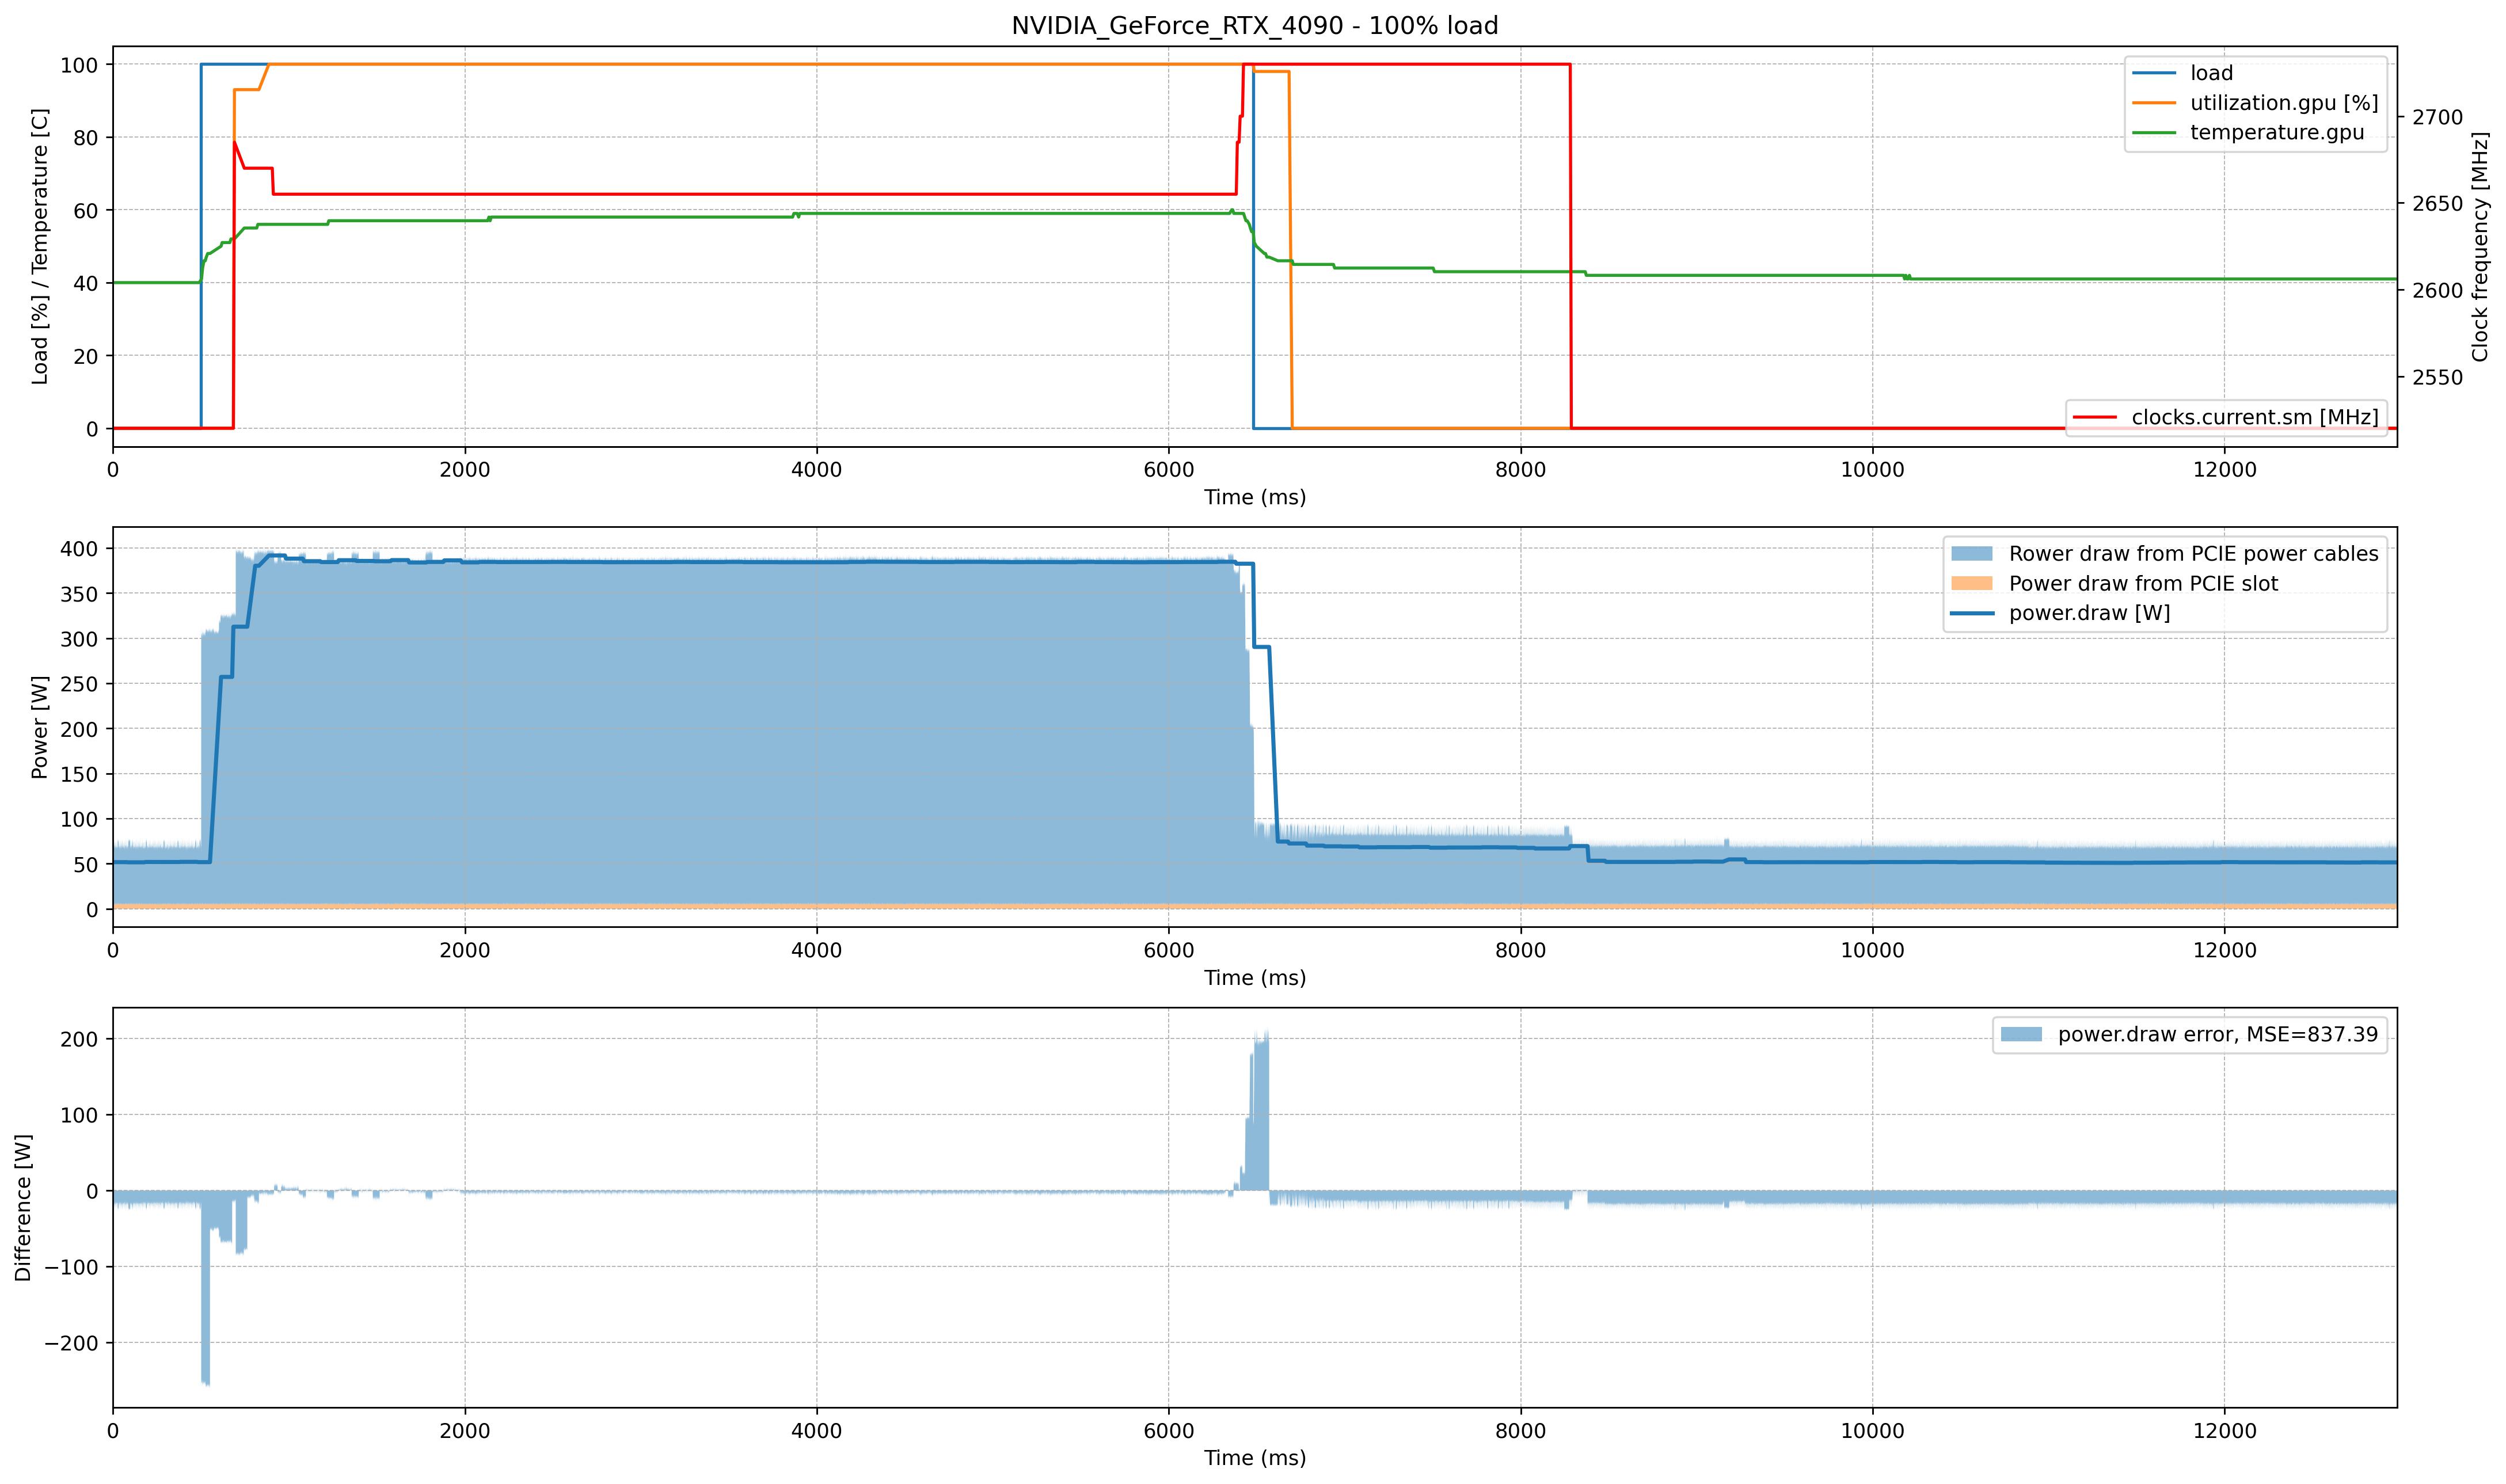 NVIDIA_GeForce_RTX_4090 - 100% load
Load [%] / Temperature [C]
100
80
60
40
20
0
load
utilization.gpu [%]
temperature.gpu
clocks.current.sm [MHz]
2700
2650
2600
2550
Clock frequency [MHz]
0 2000 4000 6000 8000 10000 12000
Time (ms)
Power [W]
400
350
300
250
200
150
100
50
0
Rower draw from PCIE power cables
Power draw from PCIE slot
power.draw [W]
0 2000 4000 6000 8000 10000 12000
Time (ms)
Difference [W]
200
100
0
−100
−200
power.draw error, MSE=837.39
0 2000 4000 6000 8000 10000 12000
Time (ms)